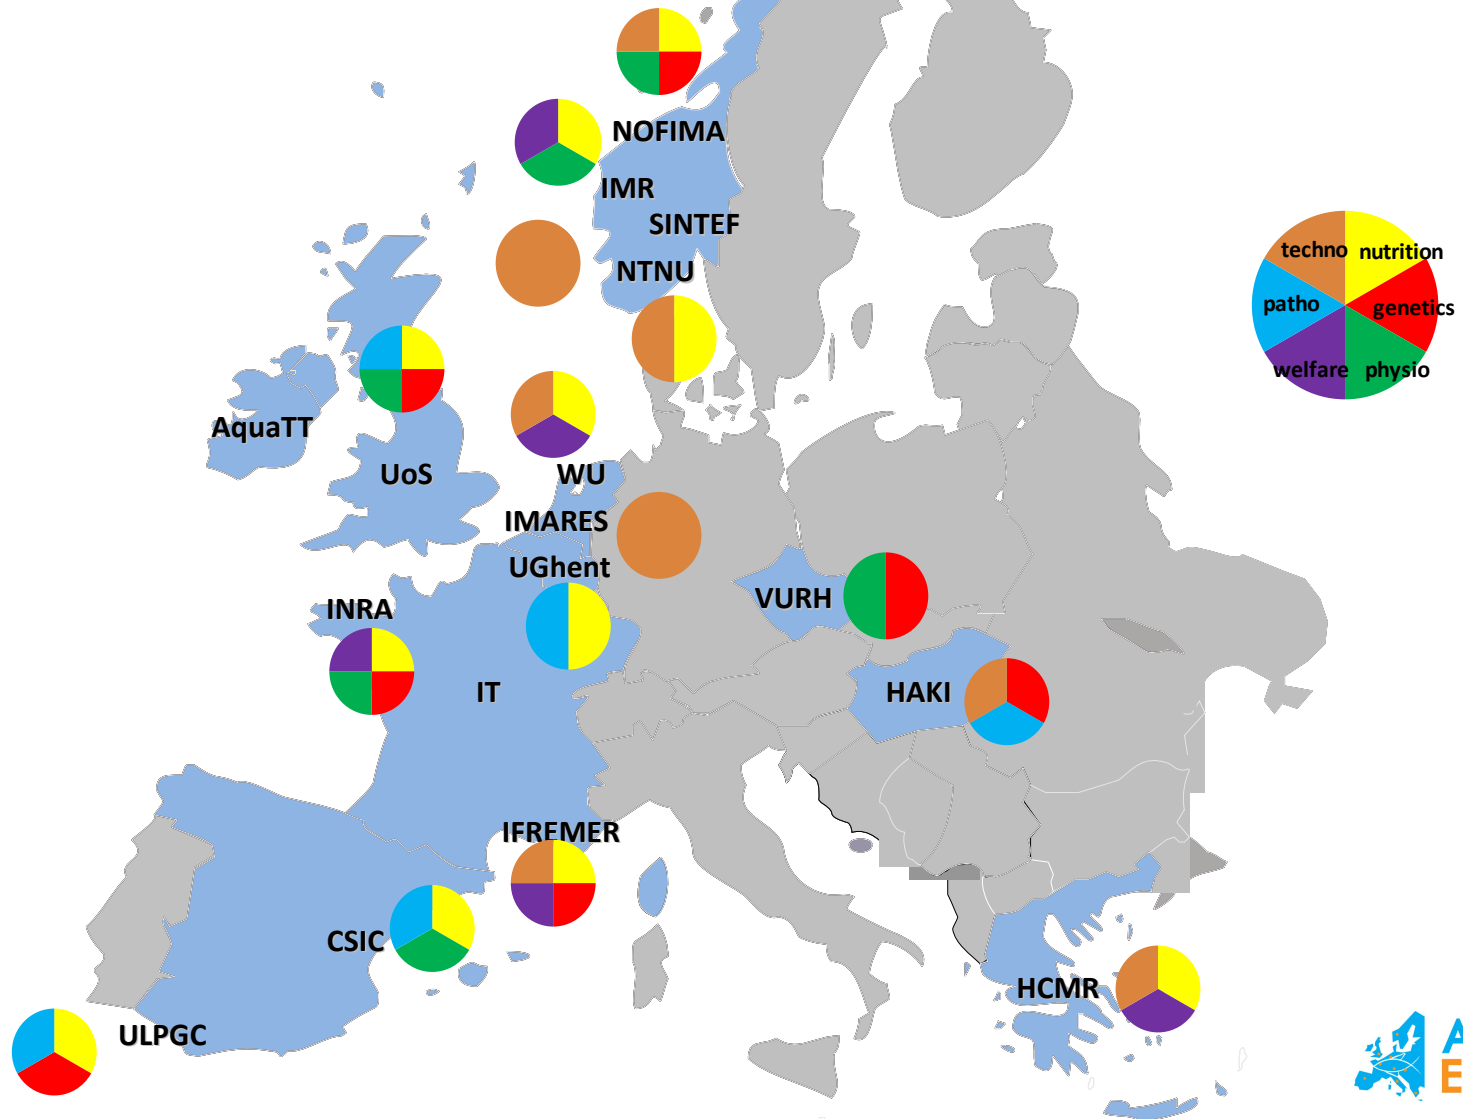 NOFIMA
IMR
SINTEF
NTNU
techno nutrition
patho genetics
welfare physio
AquaTT
UoS
WU
IMARES
UGhent
VURH
INRA
IT
HAKI
IFREMER
CSIC
HCMR
ULPGC
A
E